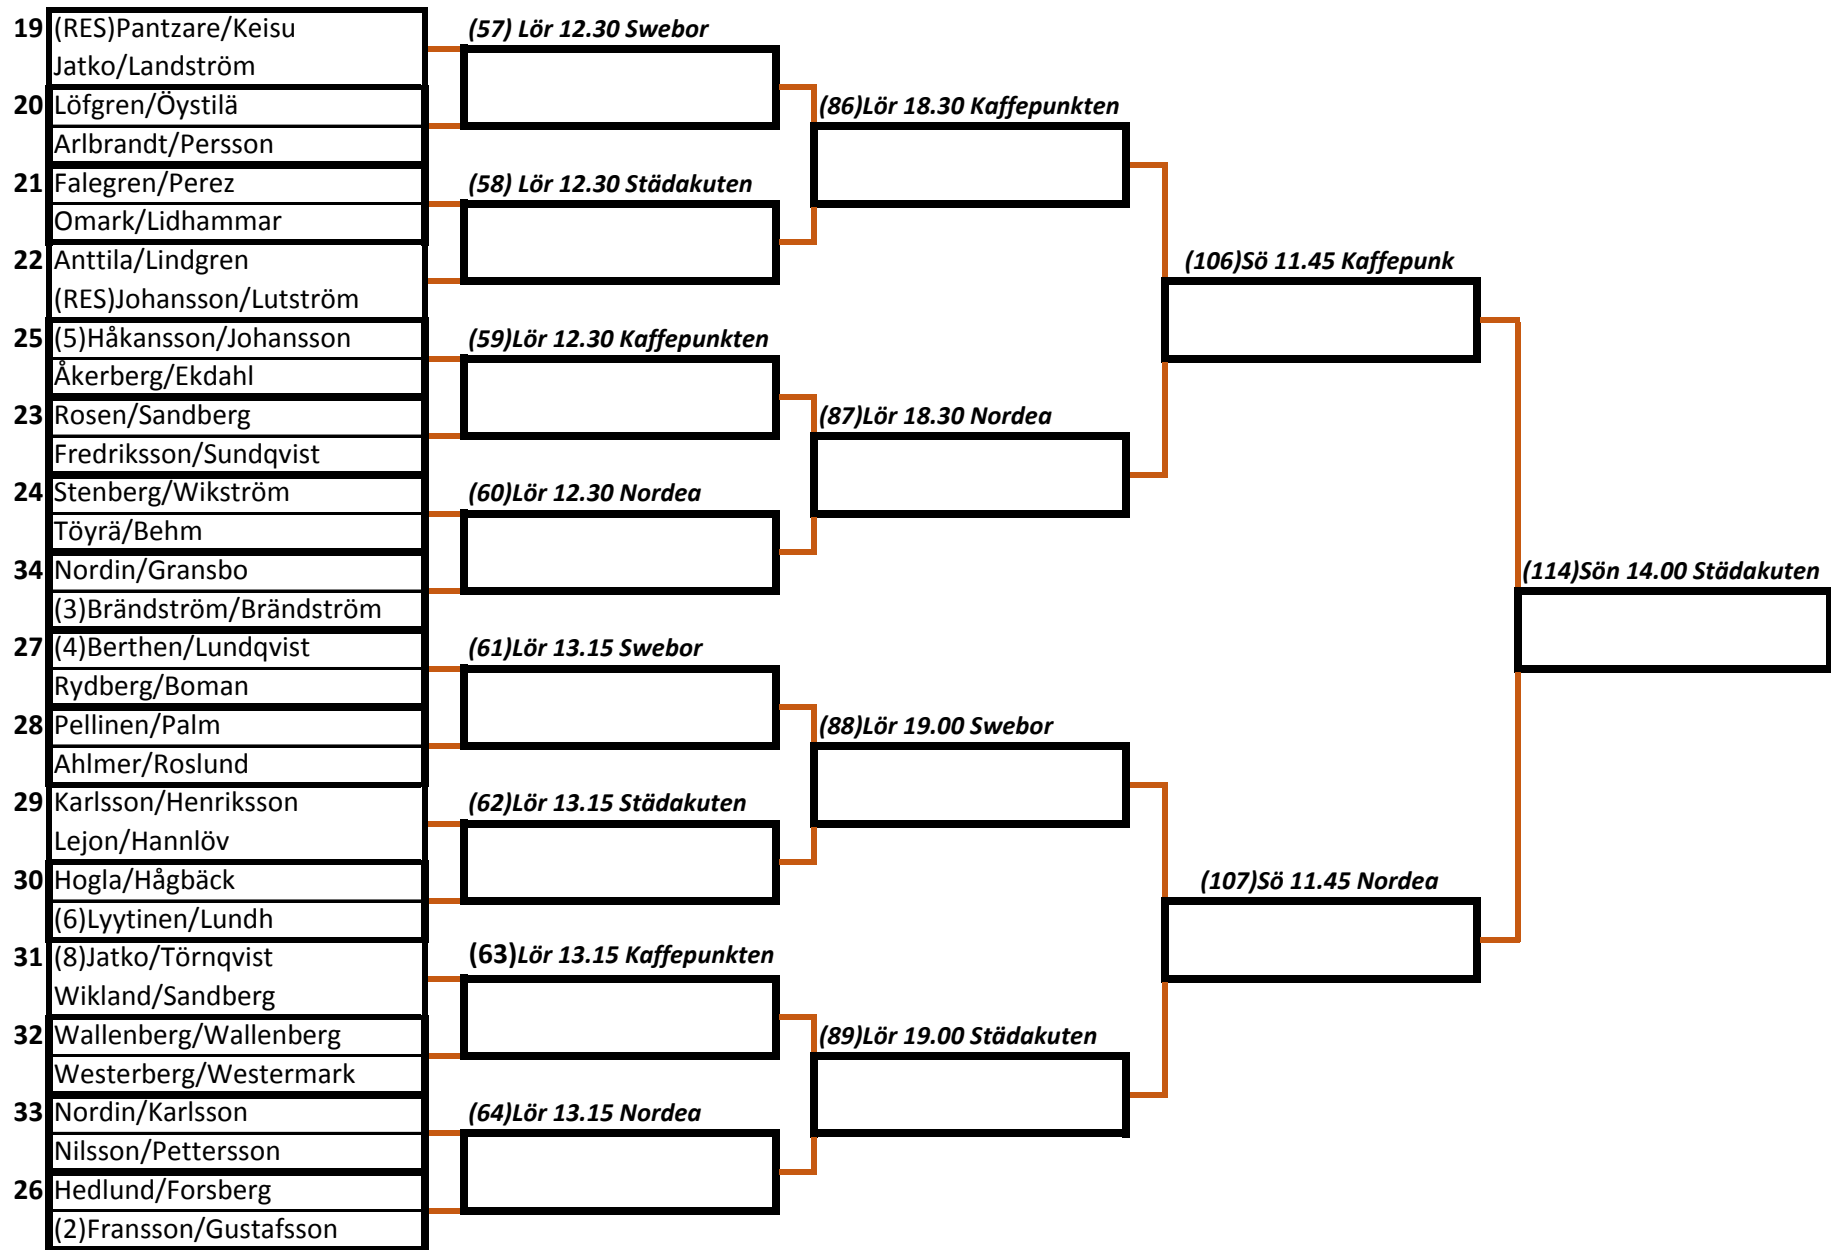 19 (RES)Pantzare/Keisu
Jatko/Landström
20 Löfgren/Öystilä
Arlbrandt/Persson
21 Falegren/Perez
Omark/Lidhammar
22 Anttila/Lindgren
(RES)Johansson/Lutström
25 (5)Håkansson/Johansson
Åkerberg/Ekdahl
23 Rosen/Sandberg
Fredriksson/Sundqvist
24 Stenberg/Wikström
Töyrä/Behm
34 Nordin/Gransbo
(3)Brändström/Brändström
27 (4)Berthen/Lundqvist
Rydberg/Boman
28 Pellinen/Palm
Ahlmer/Roslund
29 Karlsson/Henriksson
Lejon/Hannlöv
30 Hogla/Hågbäck
(6)Lyytinen/Lundh
31 (8)Jatko/Törnqvist
Wikland/Sandberg
32 Wallenberg/Wallenberg
Westerberg/Westermark
33 Nordin/Karlsson
Nilsson/Pettersson
26 Hedlund/Forsberg
(2)Fransson/Gustafsson
(57) Lör 12.30 Swebor
(58) Lör 12.30 Städakuten
(59)Lör 12.30 Kaffepunkten
(60)Lör 12.30 Nordea
(61)Lör 13.15 Swebor
(62)Lör 13.15 Städakuten
(63)Lör 13.15 Kaffepunkten
(64)Lör 13.15 Nordea
(86)Lör 18.30 Kaffepunkten
(87)Lör 18.30 Nordea
(88)Lör 19.00 Swebor
(89)Lör 19.00 Städakuten
(106)Sö 11.45 Kaffepunk
(107)Sö 11.45 Nordea
(114)Sön 14.00 Städakuten